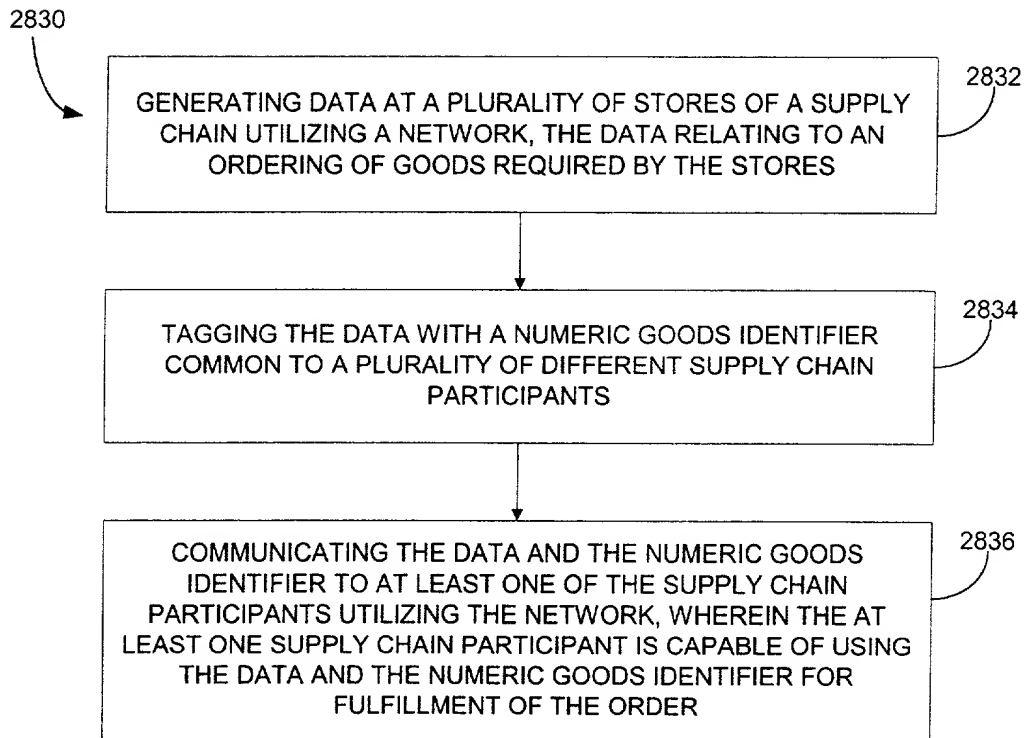 2830
2832
GENERATING DATA AT A PLURALITY OF STORES OF A SUPPLY
CHAIN UTILIZING A NETWORK, THE DATA RELATING TO AN
ORDERING OF GOODS REQUIRED BY THE STORES
2834
TAGGING THE DATA WITH A NUMERIC GOODS IDENTIFIER
COMMON TO A PLURALITY OF DIFFERENT SUPPLY CHAIN
PARTICIPANTS
2836
COMMUNICATING THE DATA AND THE NUMERIC GOODS
IDENTIFIER TO AT LEAST ONE OF THE SUPPLY CHAIN
PARTICIPANTS UTILIZING THE NETWORK, WHEREIN THE AT
LEAST ONE SUPPLY CHAIN PARTICIPANT IS CAPABLE OF USING
THE DATA AND THE NUMERIC GOODS IDENTIFIER FOR
FULFILLMENT OF THE ORDER